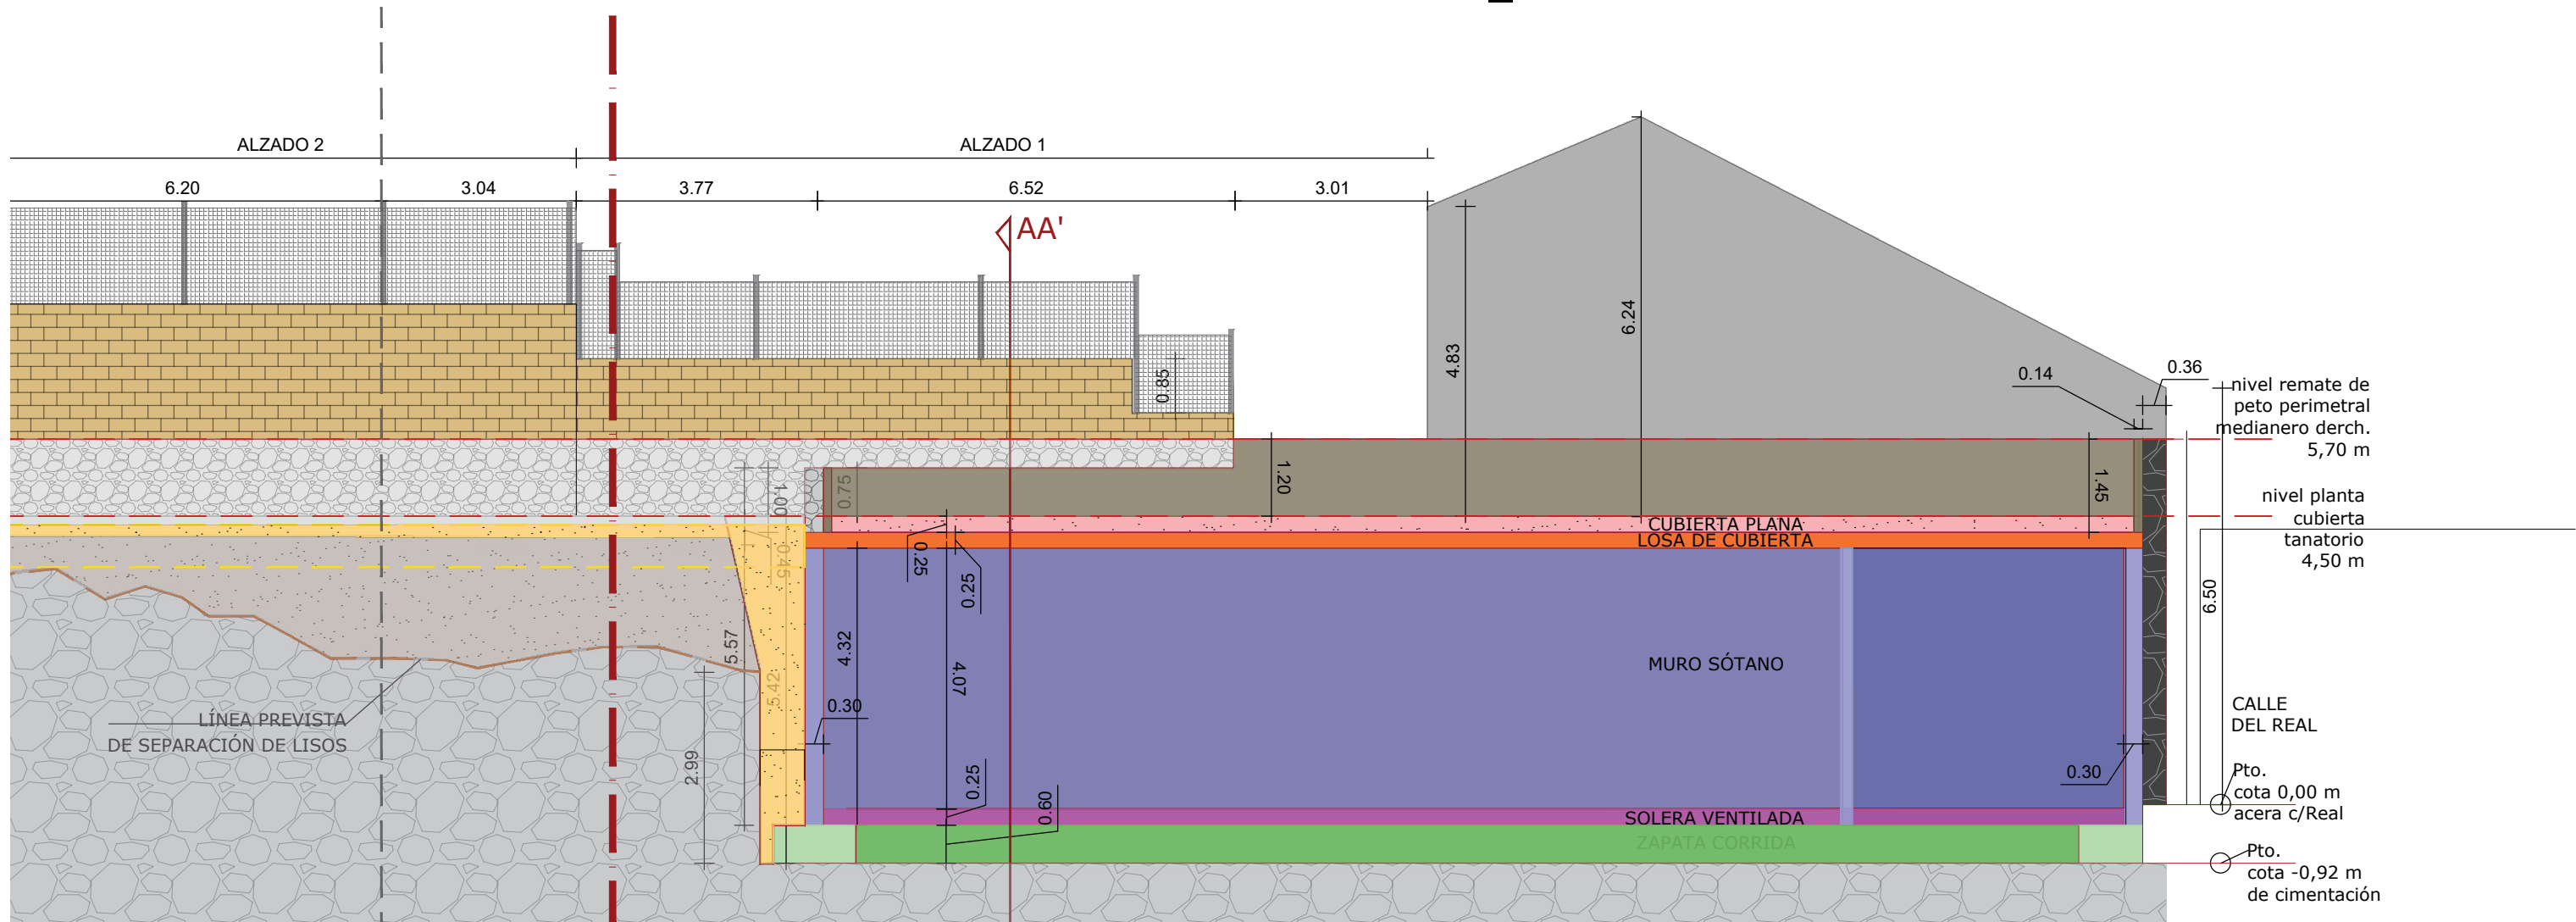 ALZADO 2
ALZADO 1
6.20
3.04
3.77
6.52
3.01
AA'
6.24
4.83
0.85
0.14
0.36
nivel remate de
peto perimetral
medianero derch.
5,70 m
1.20
1.45
0.75
1.00
0.45
nivel planta
cubierta
tanatorio
4,50 m
CUBIERTA PLANA
LOSA DE CUBIERTA
0.25
0.25
6.50
5.57
4.32
4.07
5.42
MURO SÓTANO
0.30
LÍNEA PREVISTA
DE SEPARACIÓN DE LISOS
2.99
CALLE
DEL REAL
0.25
0.60
0.30
Pto.
cota 0,00 m
acera c/Real
SOLERA VENTILADA
ZAPATA CORRIDA
Pto.
cota -0,92 m
de cimentación